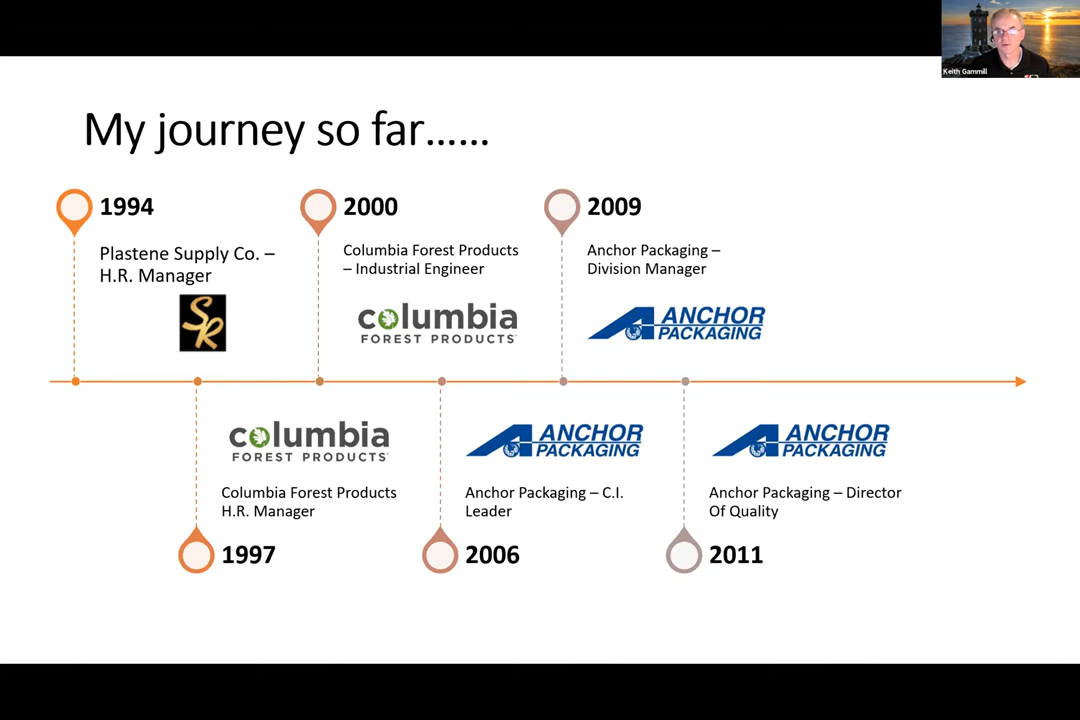 Keith Gammill
My journey so far......
1994
Plastene Supply Co. –
H.R. Manager
SR
2000
Columbia Forest Products
– Industrial Engineer
columbia
FOREST PRODUCTS
2009
Anchor Packaging –
Division Manager
ANCHOR
PACKAGING
columbia
FOREST PRODUCTS
Columbia Forest Products
H.R. Manager
1997
ANCHOR
PACKAGING
Anchor Packaging – C.I.
Leader
2006
ANCHOR
PACKAGING
Anchor Packaging – Director
Of Quality
2011